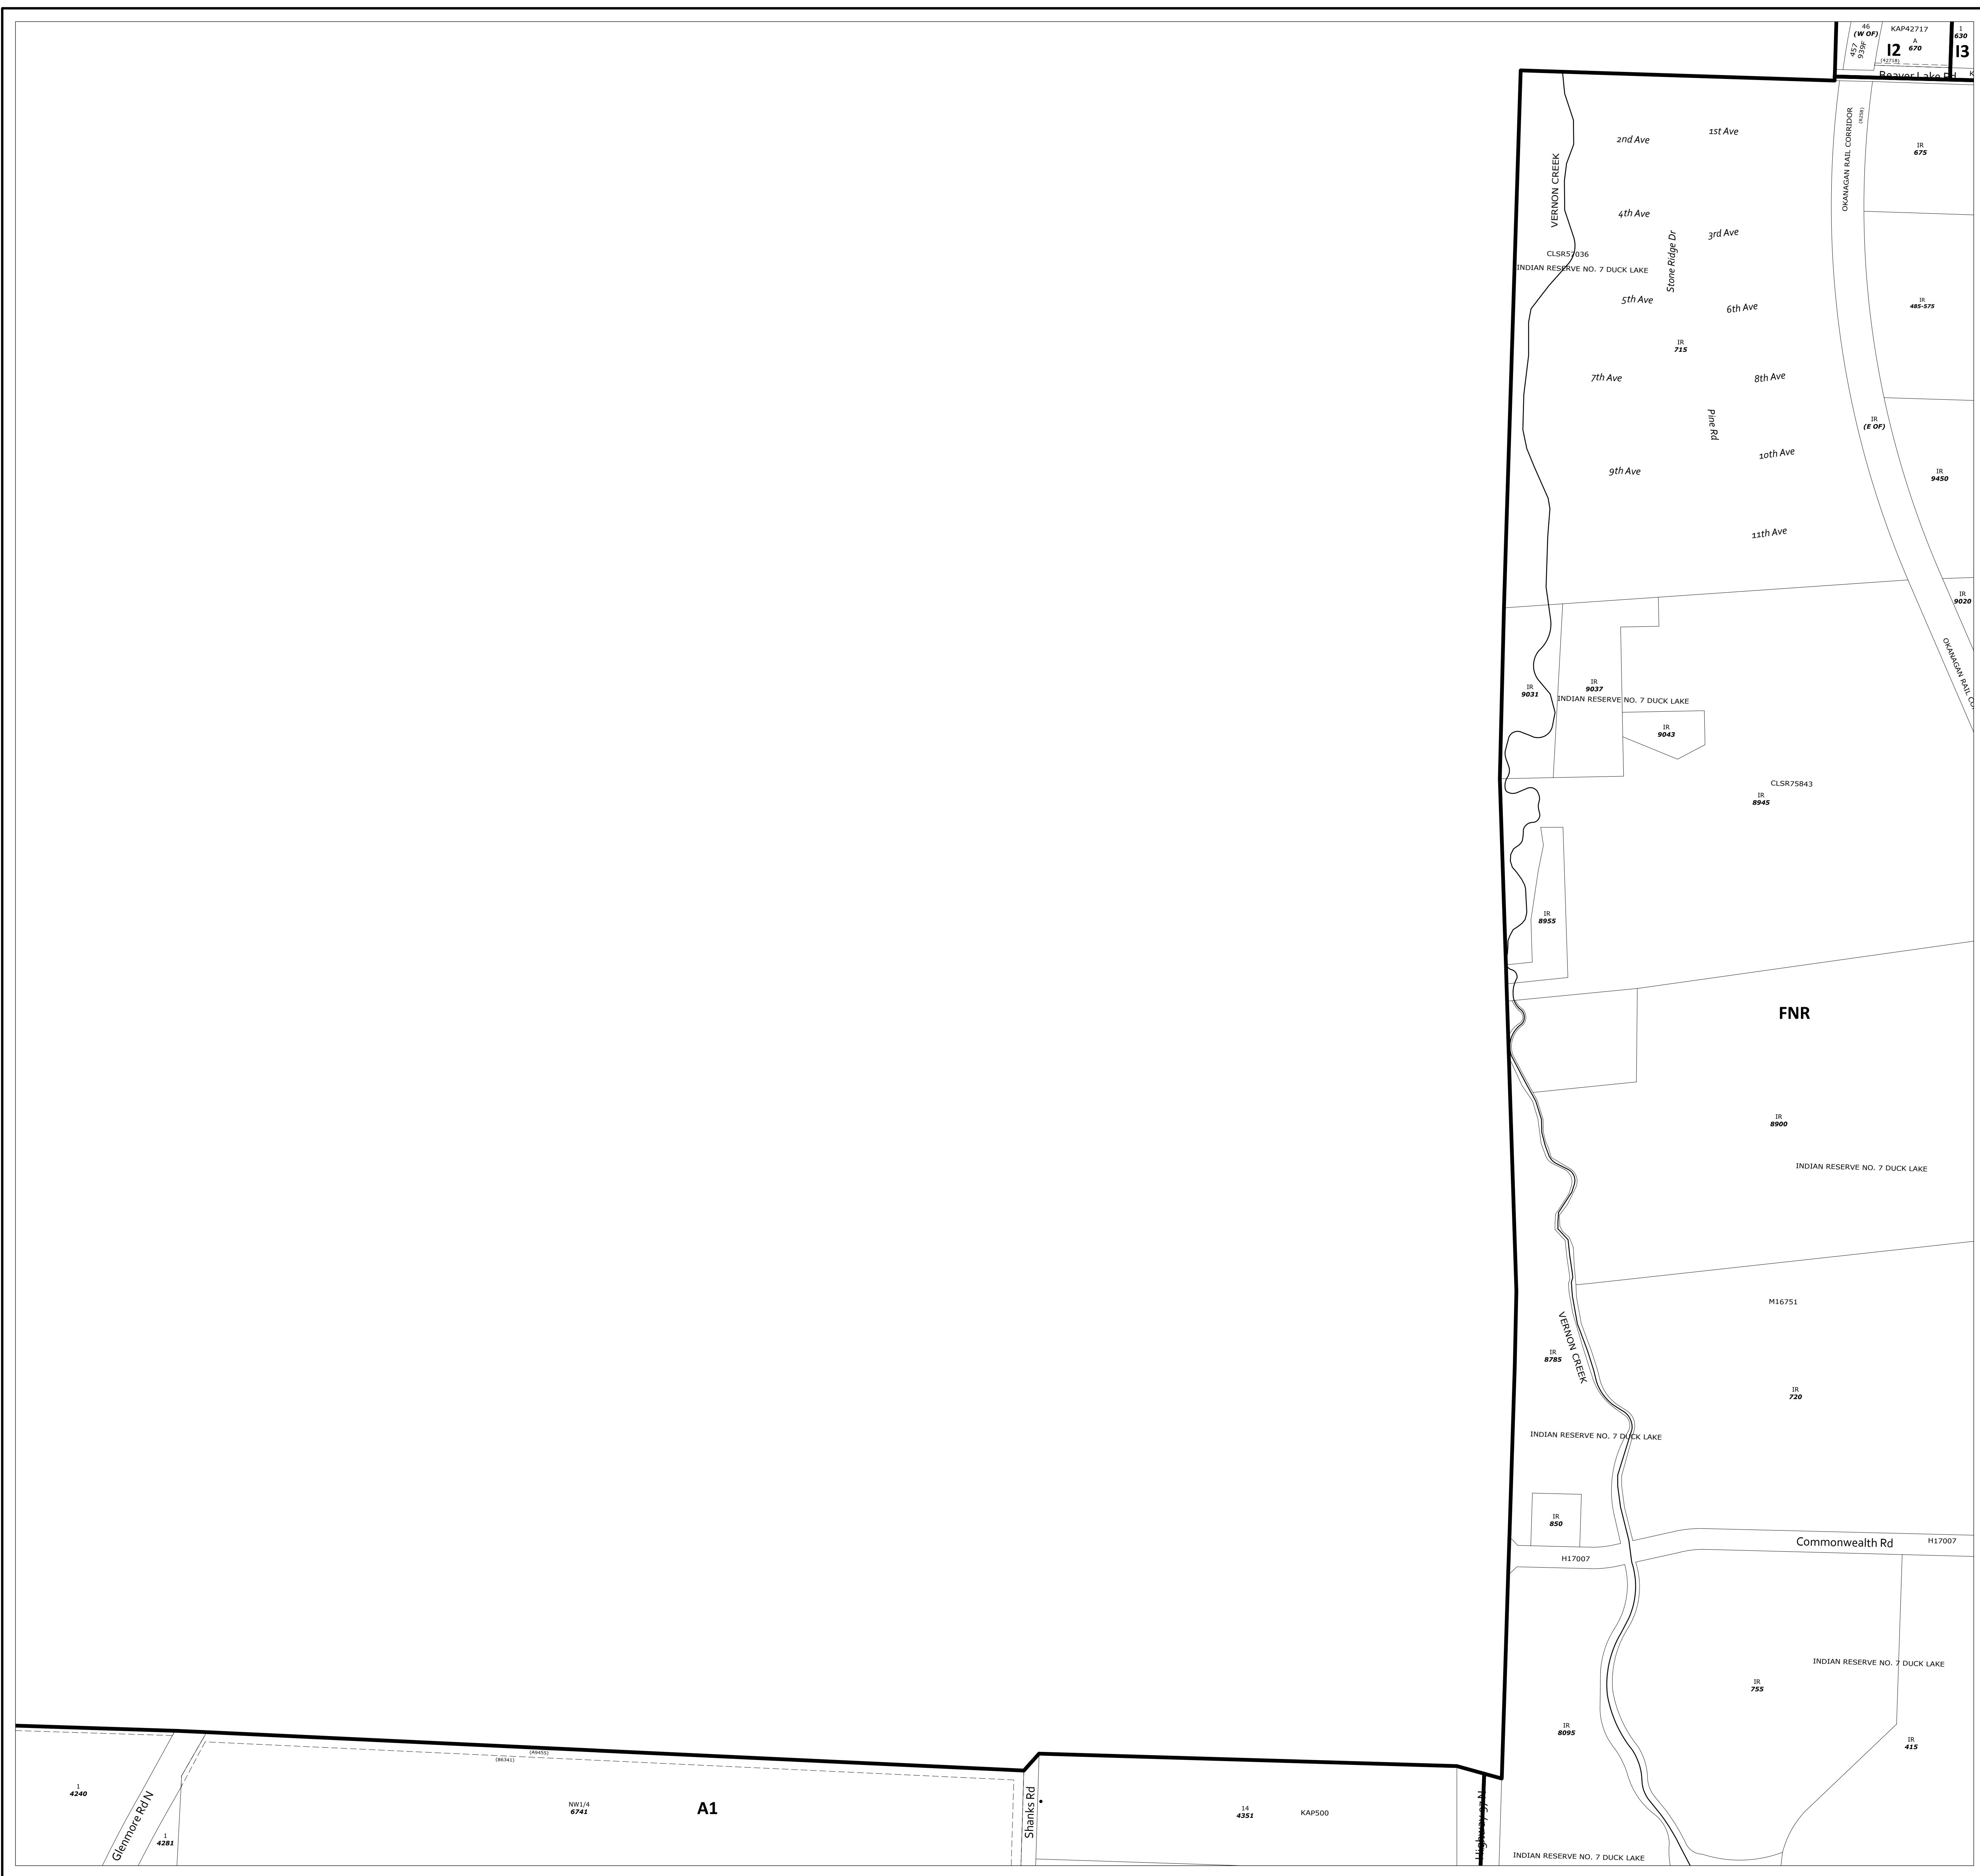 46
(W OF)
457
939F
KAP42717
A
I2
670
(42718)
1
630
I3
Beaver Lake Rd
K
OKANAGAN RAIL CORRIDOR
1st Ave
2nd Ave
IR
675
VERNON CREEK
4th Ave
3rd Ave
Stone Ridge Dr
CLSR57036
INDIAN RESERVE NO. 7 DUCK LAKE
5th Ave
6th Ave
IR
485-575
IR
715
7th Ave
8th Ave
Pine Rd
IR
(E OF)
9th Ave
10th Ave
IR
9450
11th Ave
IR
9020
OKANAGAN RAIL CO
IR
9031
IR
9037
INDIAN RESERVE NO. 7 DUCK LAKE
IR
9043
CLSR75843
IR
8945
IR
8955
FNR
IR
8900
INDIAN RESERVE NO. 7 DUCK LAKE
M16751
VERNON CREEK
IR
8785
IR
720
INDIAN RESERVE NO. 7 DUCK LAKE
IR
850
Commonwealth Rd
H17007
H17007
INDIAN RESERVE NO. 7 DUCK LAKE
IR
755
IR
8095
IR
415
(A9455)
(B6341)
1
4240
Glenmore Rd N
1
4281
NW1/4
6741
A1
Shanks Rd
14
4351
KAP500
Highway 97 N
INDIAN RESERVE NO. 7 DUCK LAKE